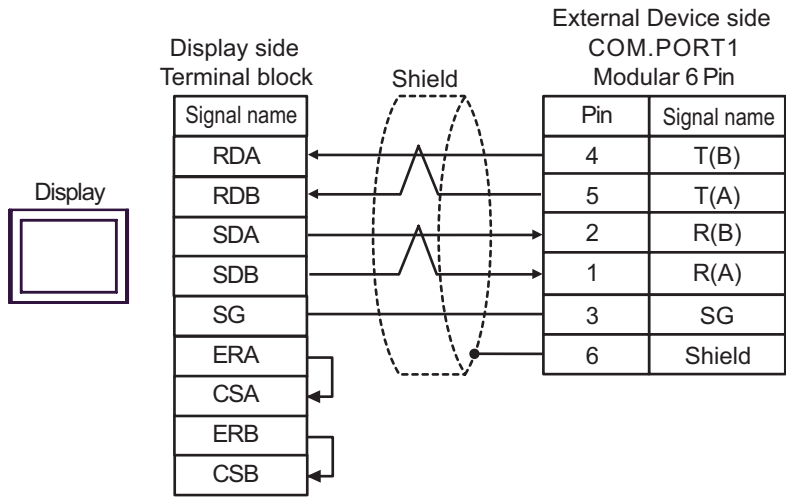 External Device side
COM.PORT1
Modular 6 Pin
Display side
Terminal block
Shield
Signal name
Pin Signal name
RDA 4 T(B)
RDB 5 T(A)
Display
SDA 2 R(B)
SDB 1 R(A)
SG 3 SG
ERA 6 Shield
CSA
ERB
CSB